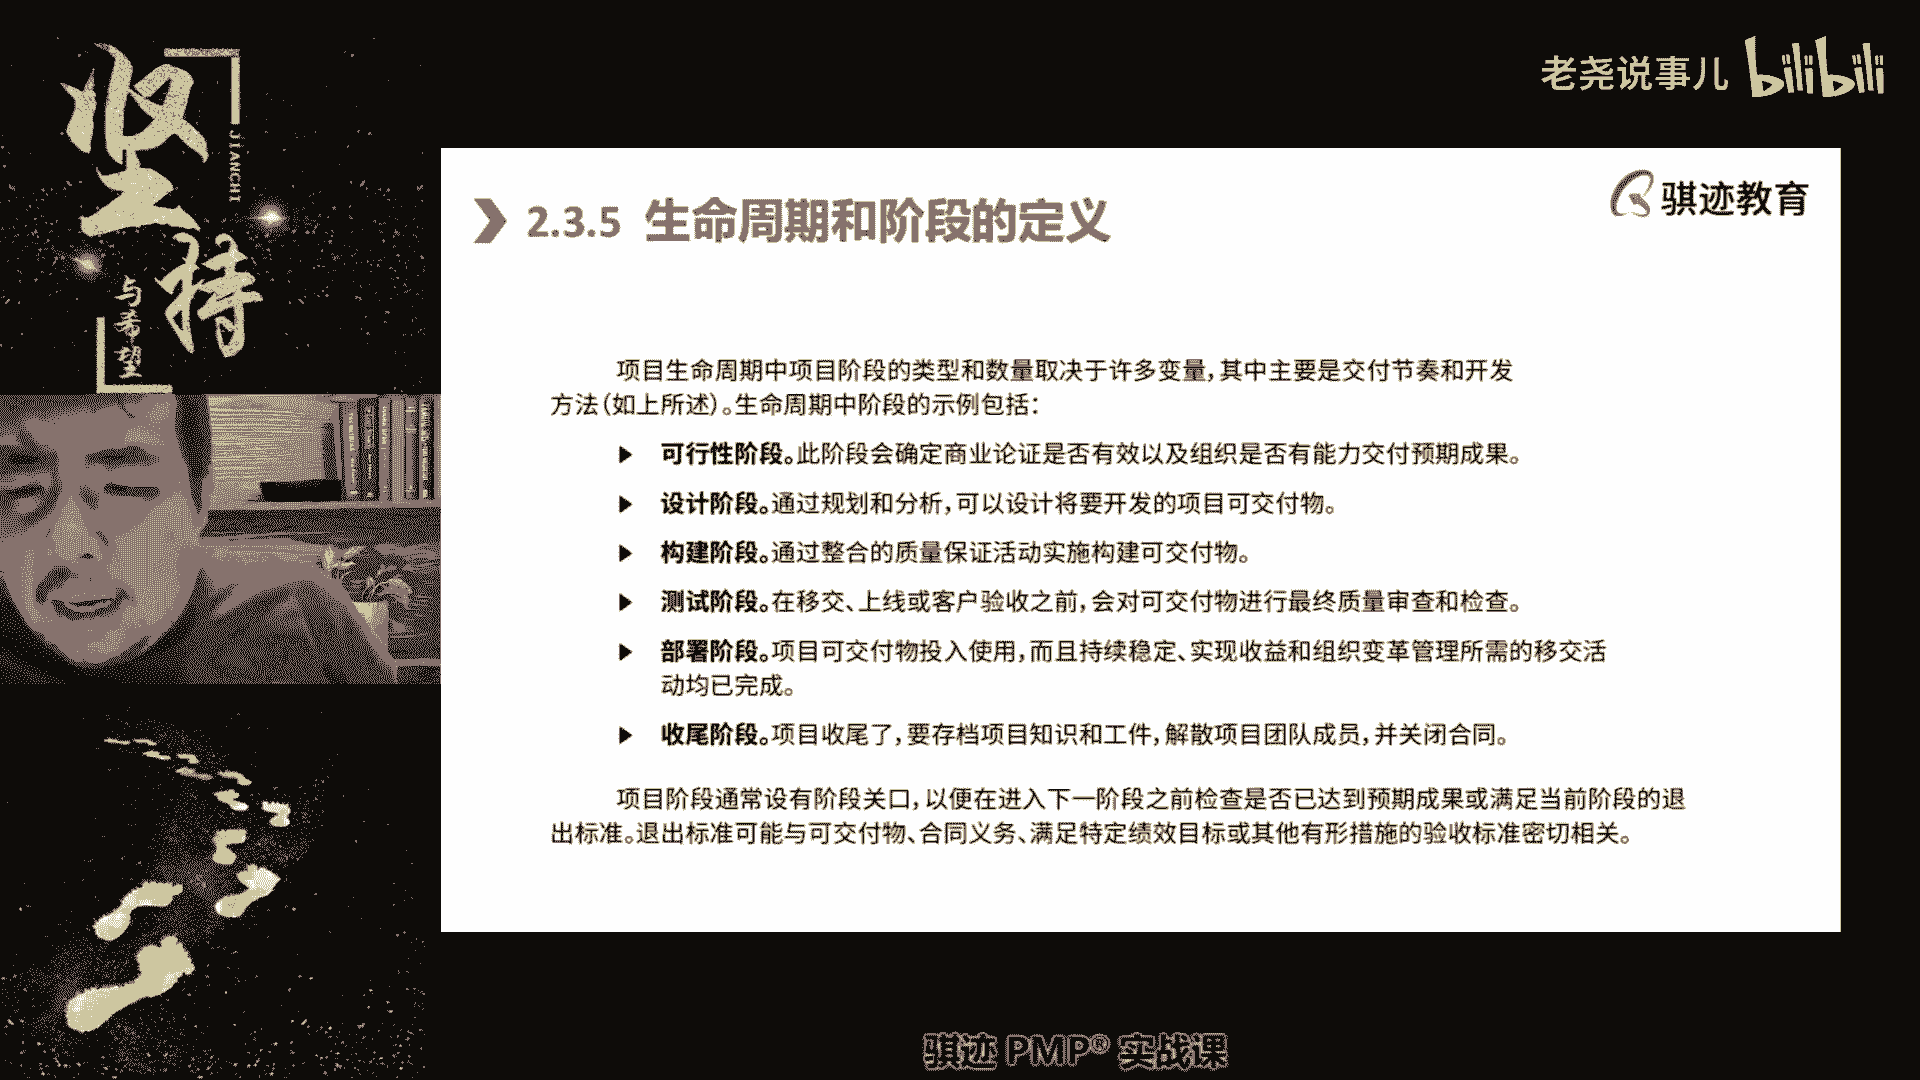 坚持
JIANCHI
与希望
老尧说事儿 bilibili
骐迹教育
2.3.5 生命周期和阶段的定义
项目生命周期中项目阶段的类型和数量取决于许多变量，其中主要是交付节奏和开发
方法（如上所述）。生命周期中阶段的示例包括：
可行性阶段。此阶段会确定商业论证是否有效以及组织是否有能力交付预期成果。
设计阶段。通过规划和分析，可以设计将要开发的项目可交付物。
构建阶段。通过整合的质量保证活动实施构建可交付物。
测试阶段。在移交、上线或客户验收之前，会对可交付物进行最终质量审查和检查。
部署阶段。项目可交付物投入使用，而且持续稳定、实现收益和组织变革管理所需的移交活
动均已完成。
收尾阶段。项目收尾了，要存档项目知识和工件，解散项目团队成员，并关闭合同。
项目阶段通常设有阶段关口，以便在进入下一阶段之前检查是否已达到预期成果或满足当前阶段的退
出标准。退出标准可能与可交付物、合同义务、满足特定绩效目标或其他有形措施的验收标准密切相关。
骐迹 PMP® 实战课